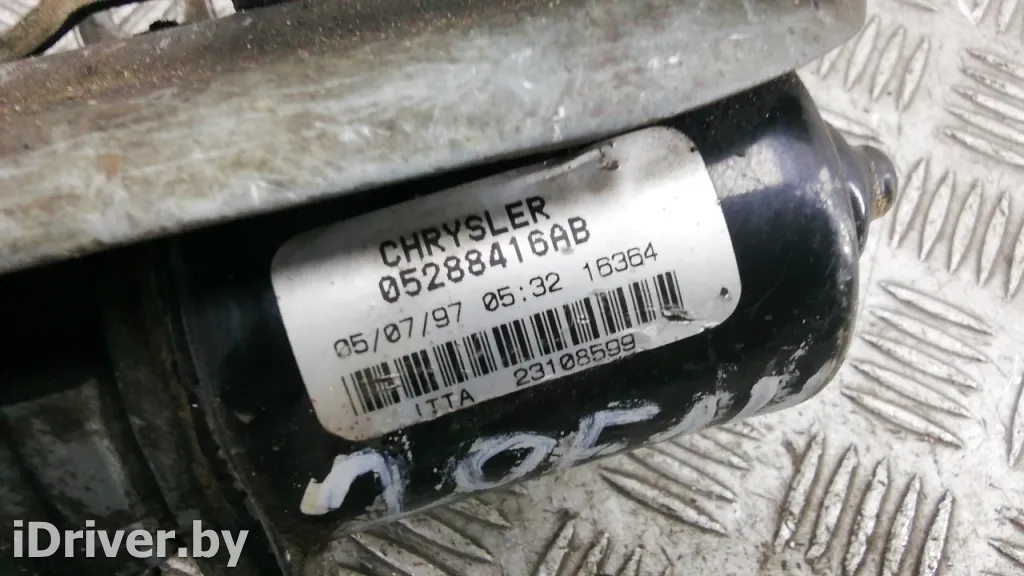 CHRYSLER
05288416AB
05/07/97 05:32 16364
ITTA 23108599
iDriver.by